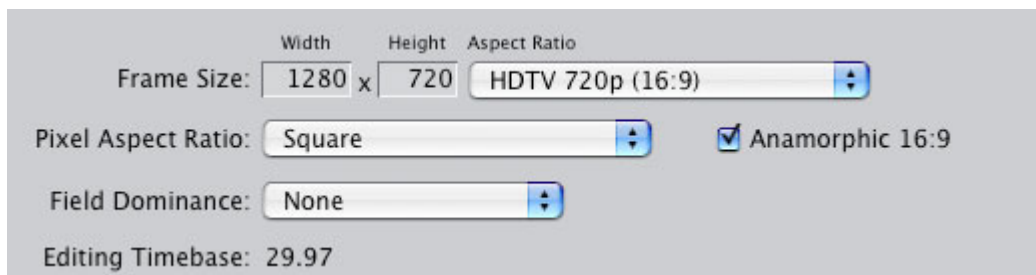 Width Height Aspect Ratio
Frame Size: 1280 x 720 HDTV 720p (16:9)
Pixel Aspect Ratio: Square Anamorphic 16:9
Field Dominance: None
Editing Timebase: 29.97